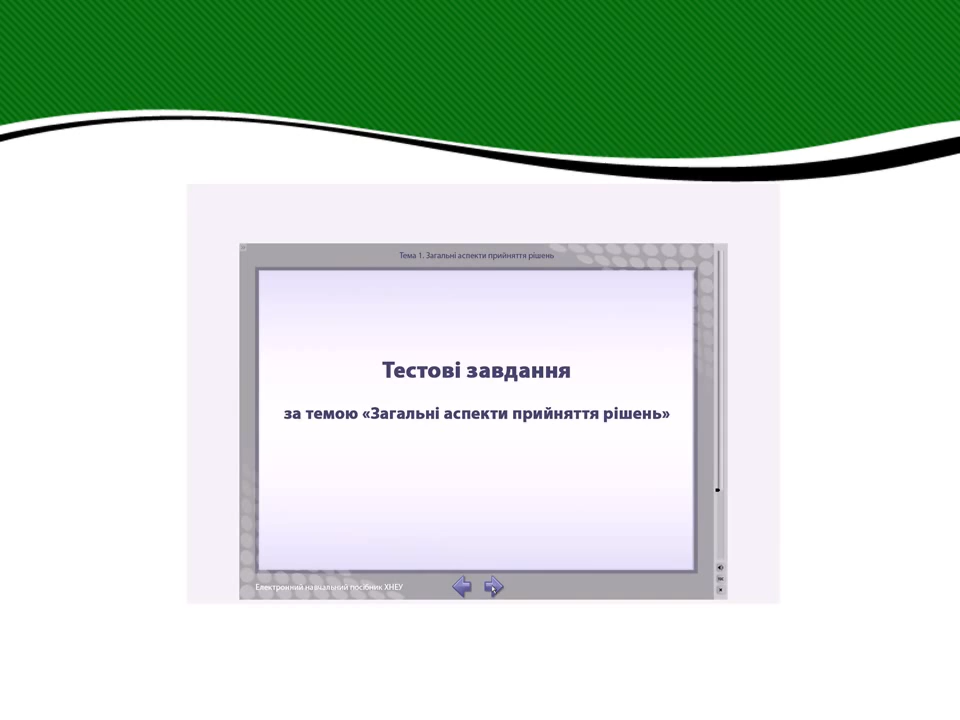 Тема 1. Загальні аспекти прийняття рішень
Тестові завдання
за темою «Загальні аспекти прийняття рішень»
Електронний навчальний посібник ХНЕУ